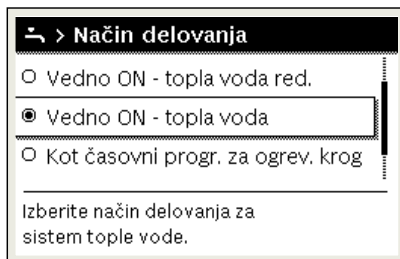 > Način delovanja
Vedno ON - topla voda red.
Vedno ON - topla voda
Kot časovni progr. za ogrev. krog
Izberite način delovanja za
sistem tople vode.